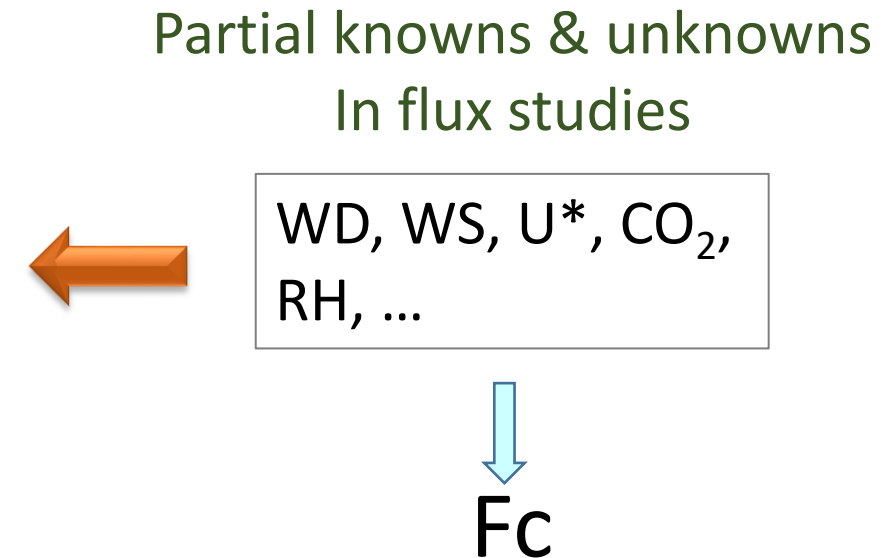 Partial knowns & unknowns
In flux studies
WD, WS, U*, CO₂,
RH, ...
Fc